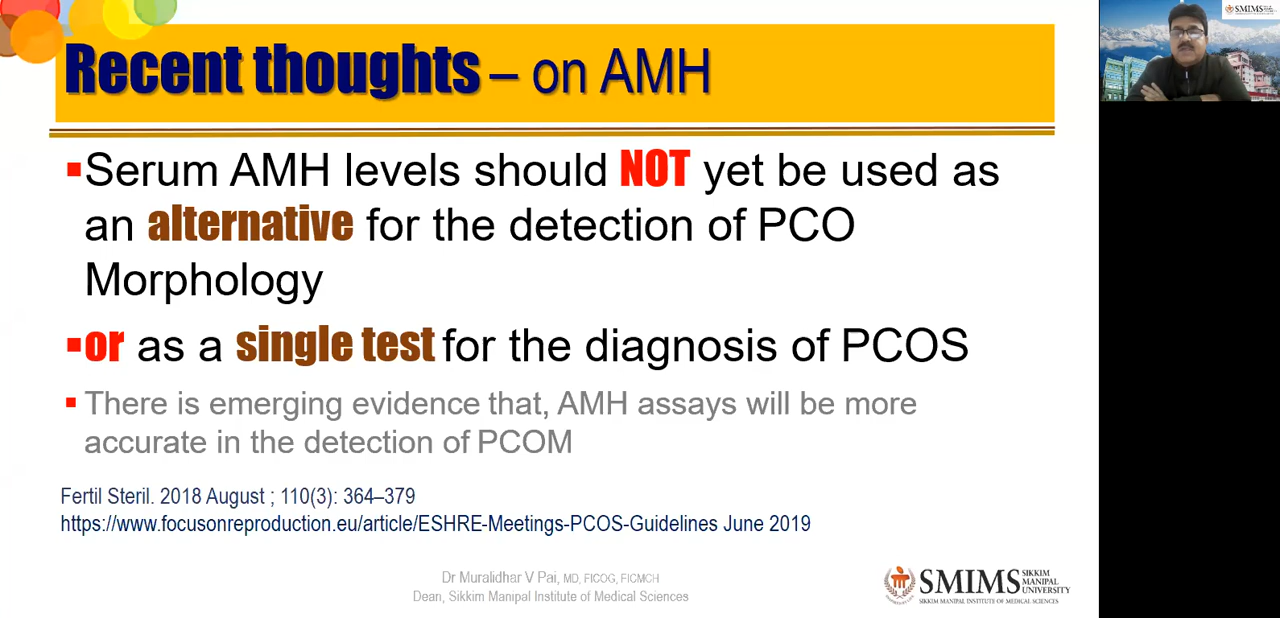 Recent thoughts – on AMH
▪Serum AMH levels should NOT yet be used as
an alternative for the detection of PCO
Morphology
▪or as a single test for the diagnosis of PCOS
▪ There is emerging evidence that, AMH assays will be more
accurate in the detection of PCOM
Fertil Steril. 2018 August ; 110(3): 364–379
https://www.focusonreproduction.eu/article/ESHRE-Meetings-PCOS-Guidelines June 2019
Dr Muralidhar V Pai, MD, FICOG, FICMCH
Dean, Sikkim Manipal Institute of Medical Sciences
SMIMS SIKKIM MANIPAL UNIVERSITY
SIKKIM MANIPAL INSTITUTE OF MEDICAL SCIENCES
SMIMS